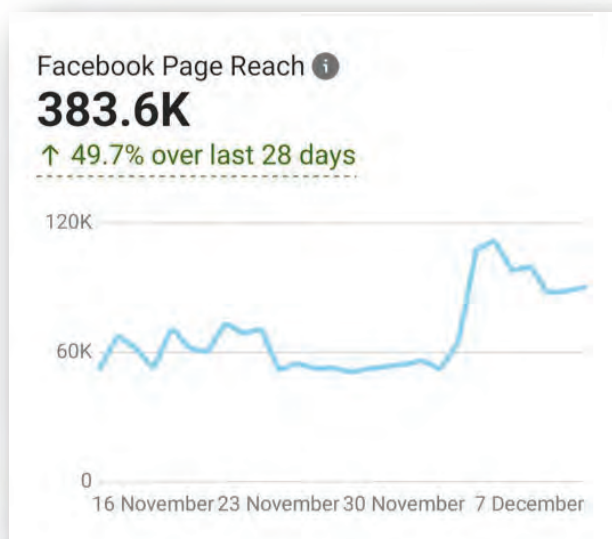 Facebook Page Reach
383.6K
↑ 49.7% over last 28 days
120K
60K
0
16 November 23 November 30 November 7 December